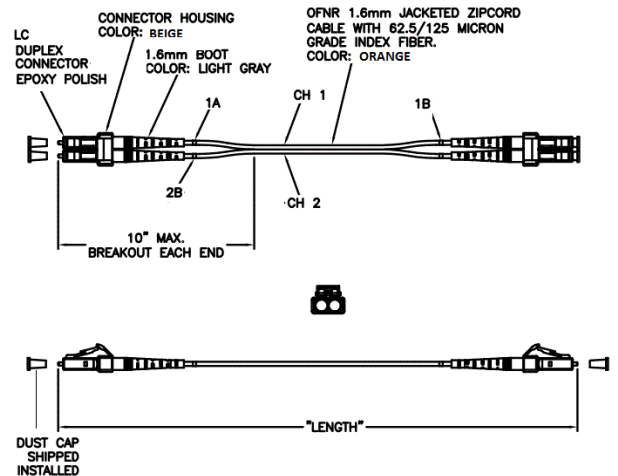 LC
DUPLEX
CONNECTOR
EPOXY POLISH
CONNECTOR HOUSING
COLOR: BEIGE
1.6mm BOOT
COLOR: LIGHT GRAY
OFNR 1.6mm JACKETED ZIPCORD
CABLE WITH 62.5/125 MICRON
GRADE INDEX FIBER.
COLOR: ORANGE
1A
CH 1
1B
2B
CH 2
10" MAX.
BREAKOUT EACH END
"LENGTH"
DUST CAP
SHIPPED
INSTALLED